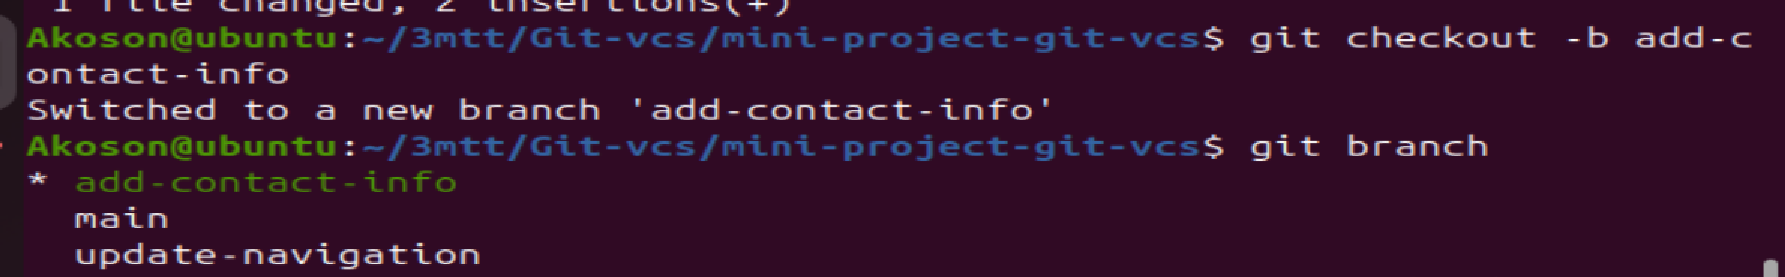 1 file changed, 2 insertions(+)
Akoson@ubuntu:~/3mtt/Git-vcs/mini-project-git-vcs$ git checkout -b add-c
ontact-info
Switched to a new branch 'add-contact-info'
Akoson@ubuntu:~/3mtt/Git-vcs/mini-project-git-vcs$ git branch
* add-contact-info
  main
  update-navigation